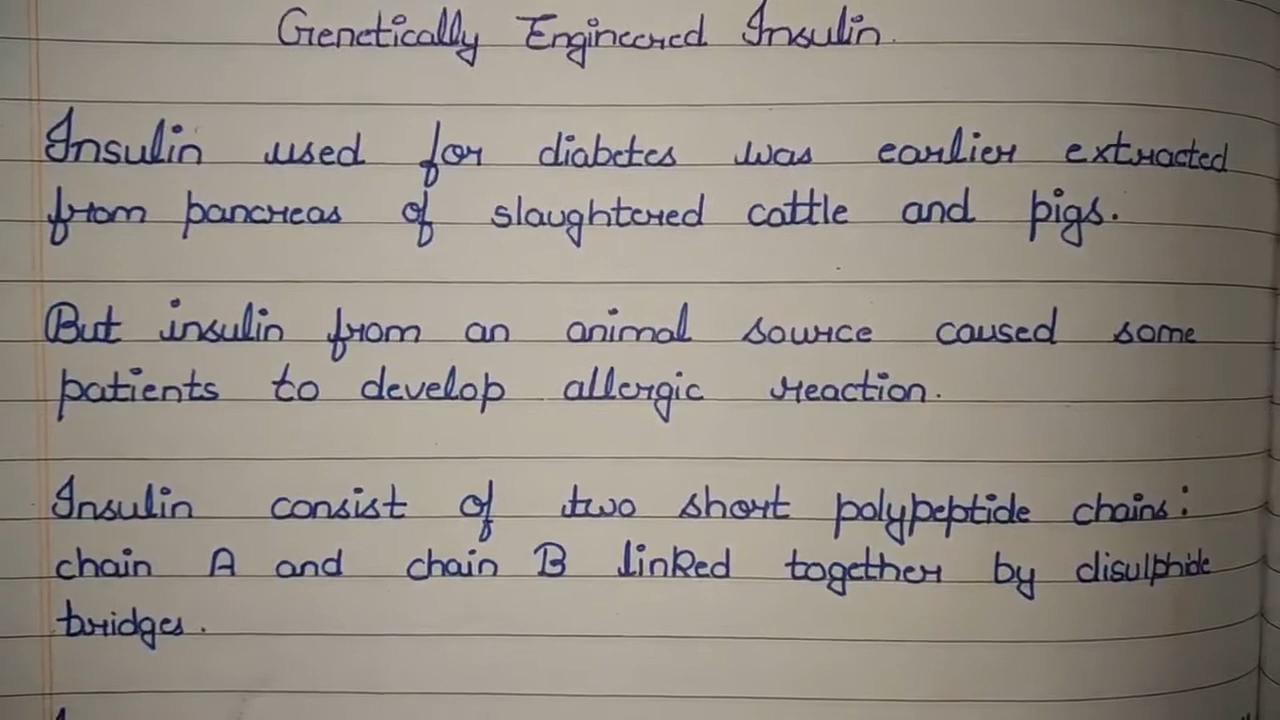 Genetically Engineered Insulin.
Insulin used for diabetes was earlier extracted
from pancreas of slaughtered cattle and pigs.
But insulin from an animal source caused some
patients to develop allergic reaction.
Insulin consist of two short polypeptide chains:
chain A and chain B linked together by disulphide
bridges.